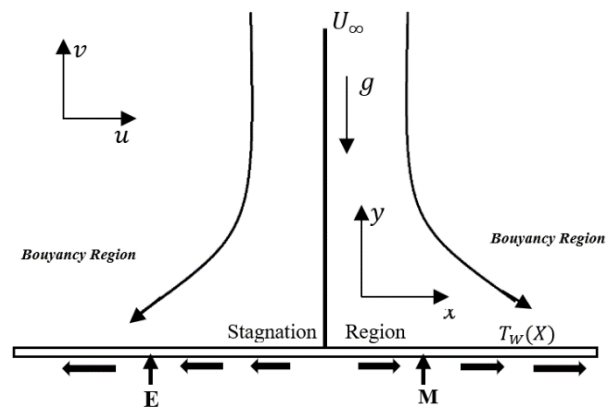 U∞
v
g
u
y
Bouyancy Region
Bouyancy Region
x
Stagnation Region T_W(X)
E M